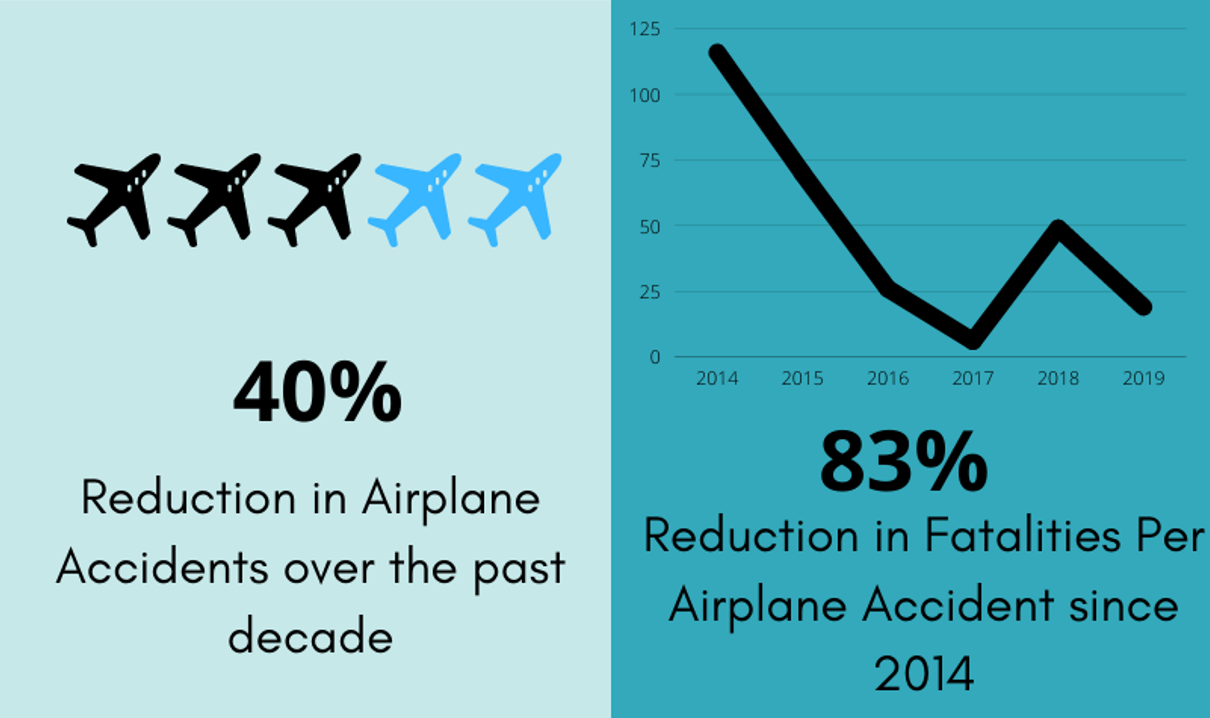 40%
Reduction in Airplane
Accidents over the past
decade
125
100
75
50
25
0
2014 2015 2016 2017 2018 2019
83%
Reduction in Fatalities Per
Airplane Accident since
2014